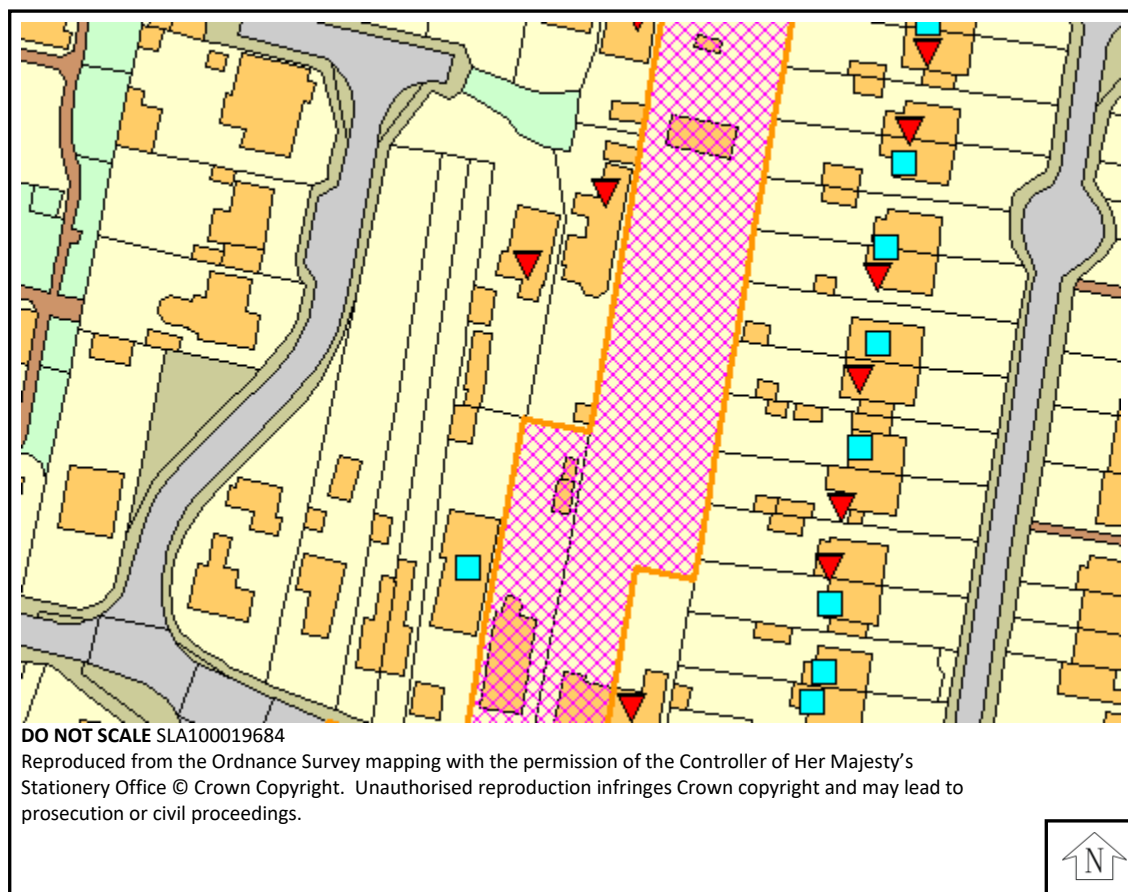 DO NOT SCALE SLA100019684
Reproduced from the Ordnance Survey mapping with the permission of the Controller of Her Majesty’s
Stationery Office © Crown Copyright.  Unauthorised reproduction infringes Crown copyright and may lead to
prosecution or civil proceedings.
N